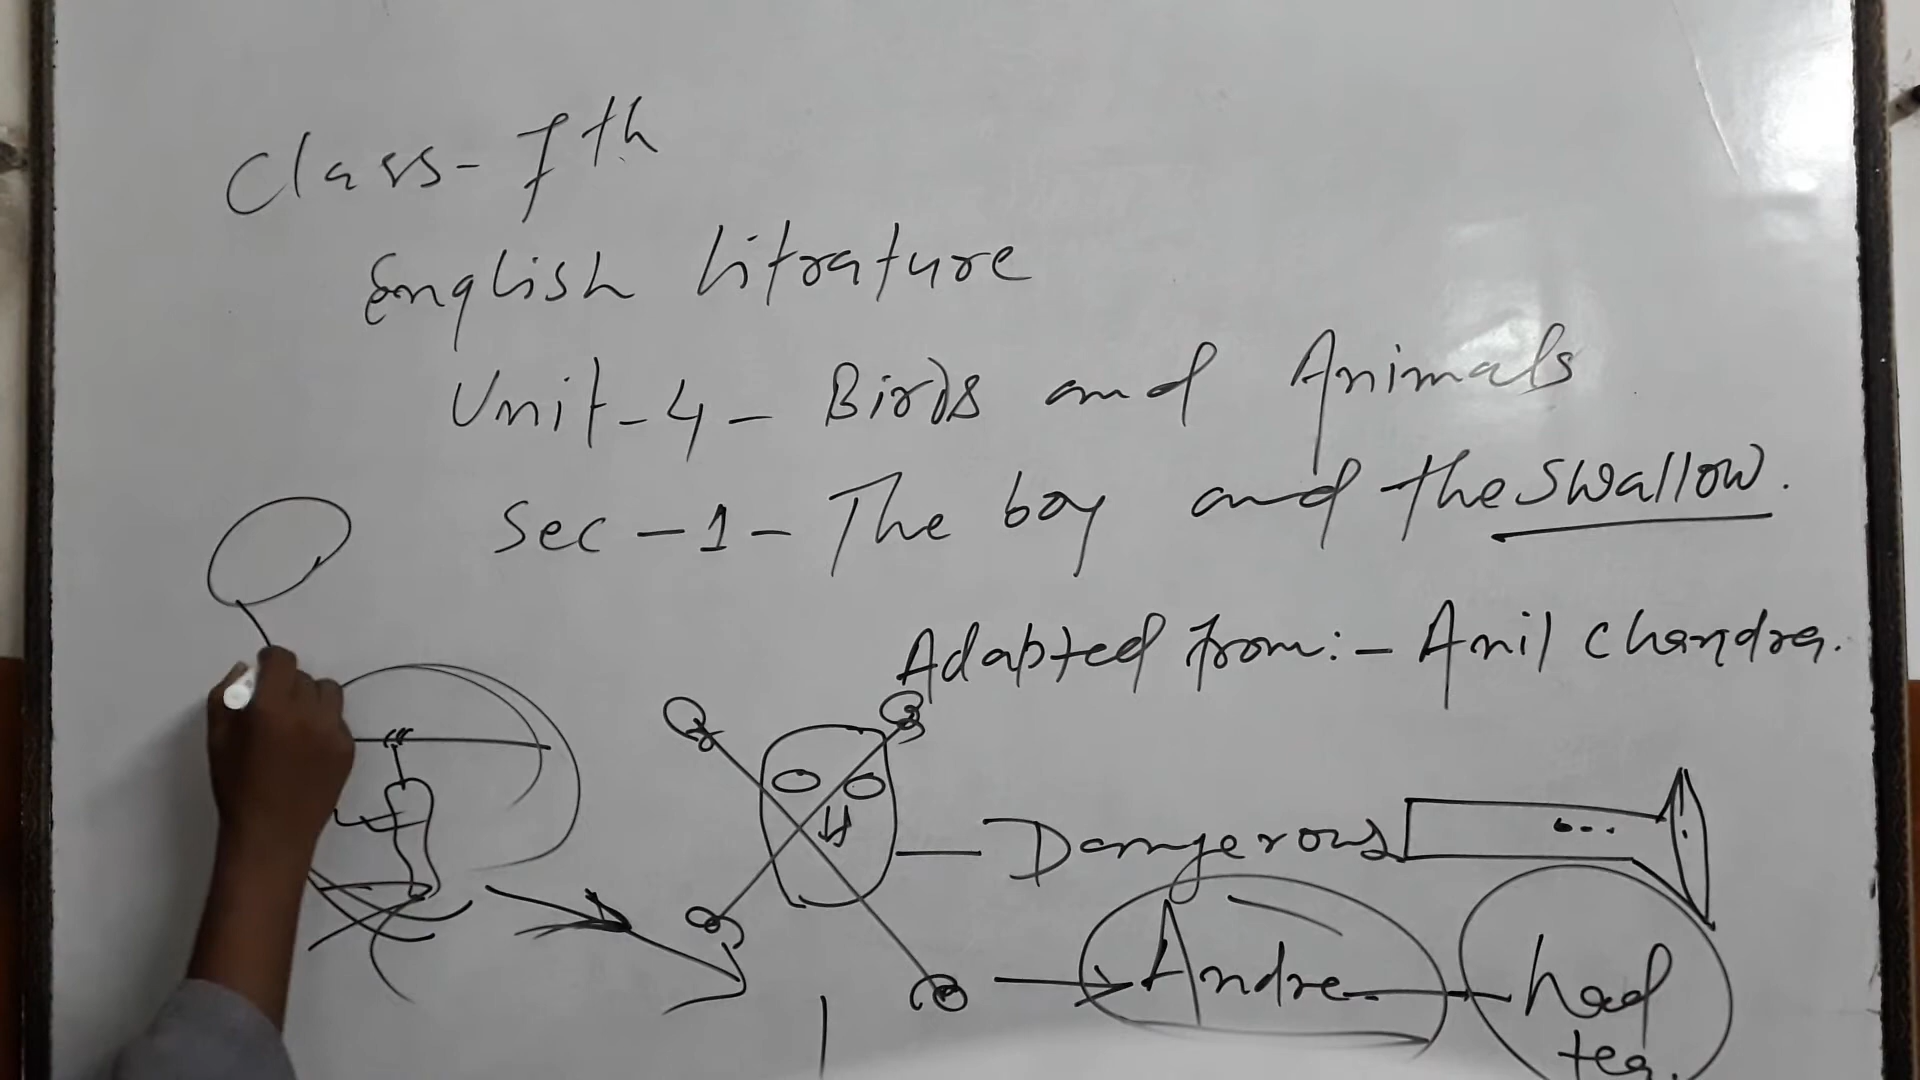 Class - 7th
English litrature
Unit - 4 - Birds and Animals
Sec - 1 - The boy and the swallow.
Adapted from :- Anil Chandra.
Dangerous
Andre - had
tea.